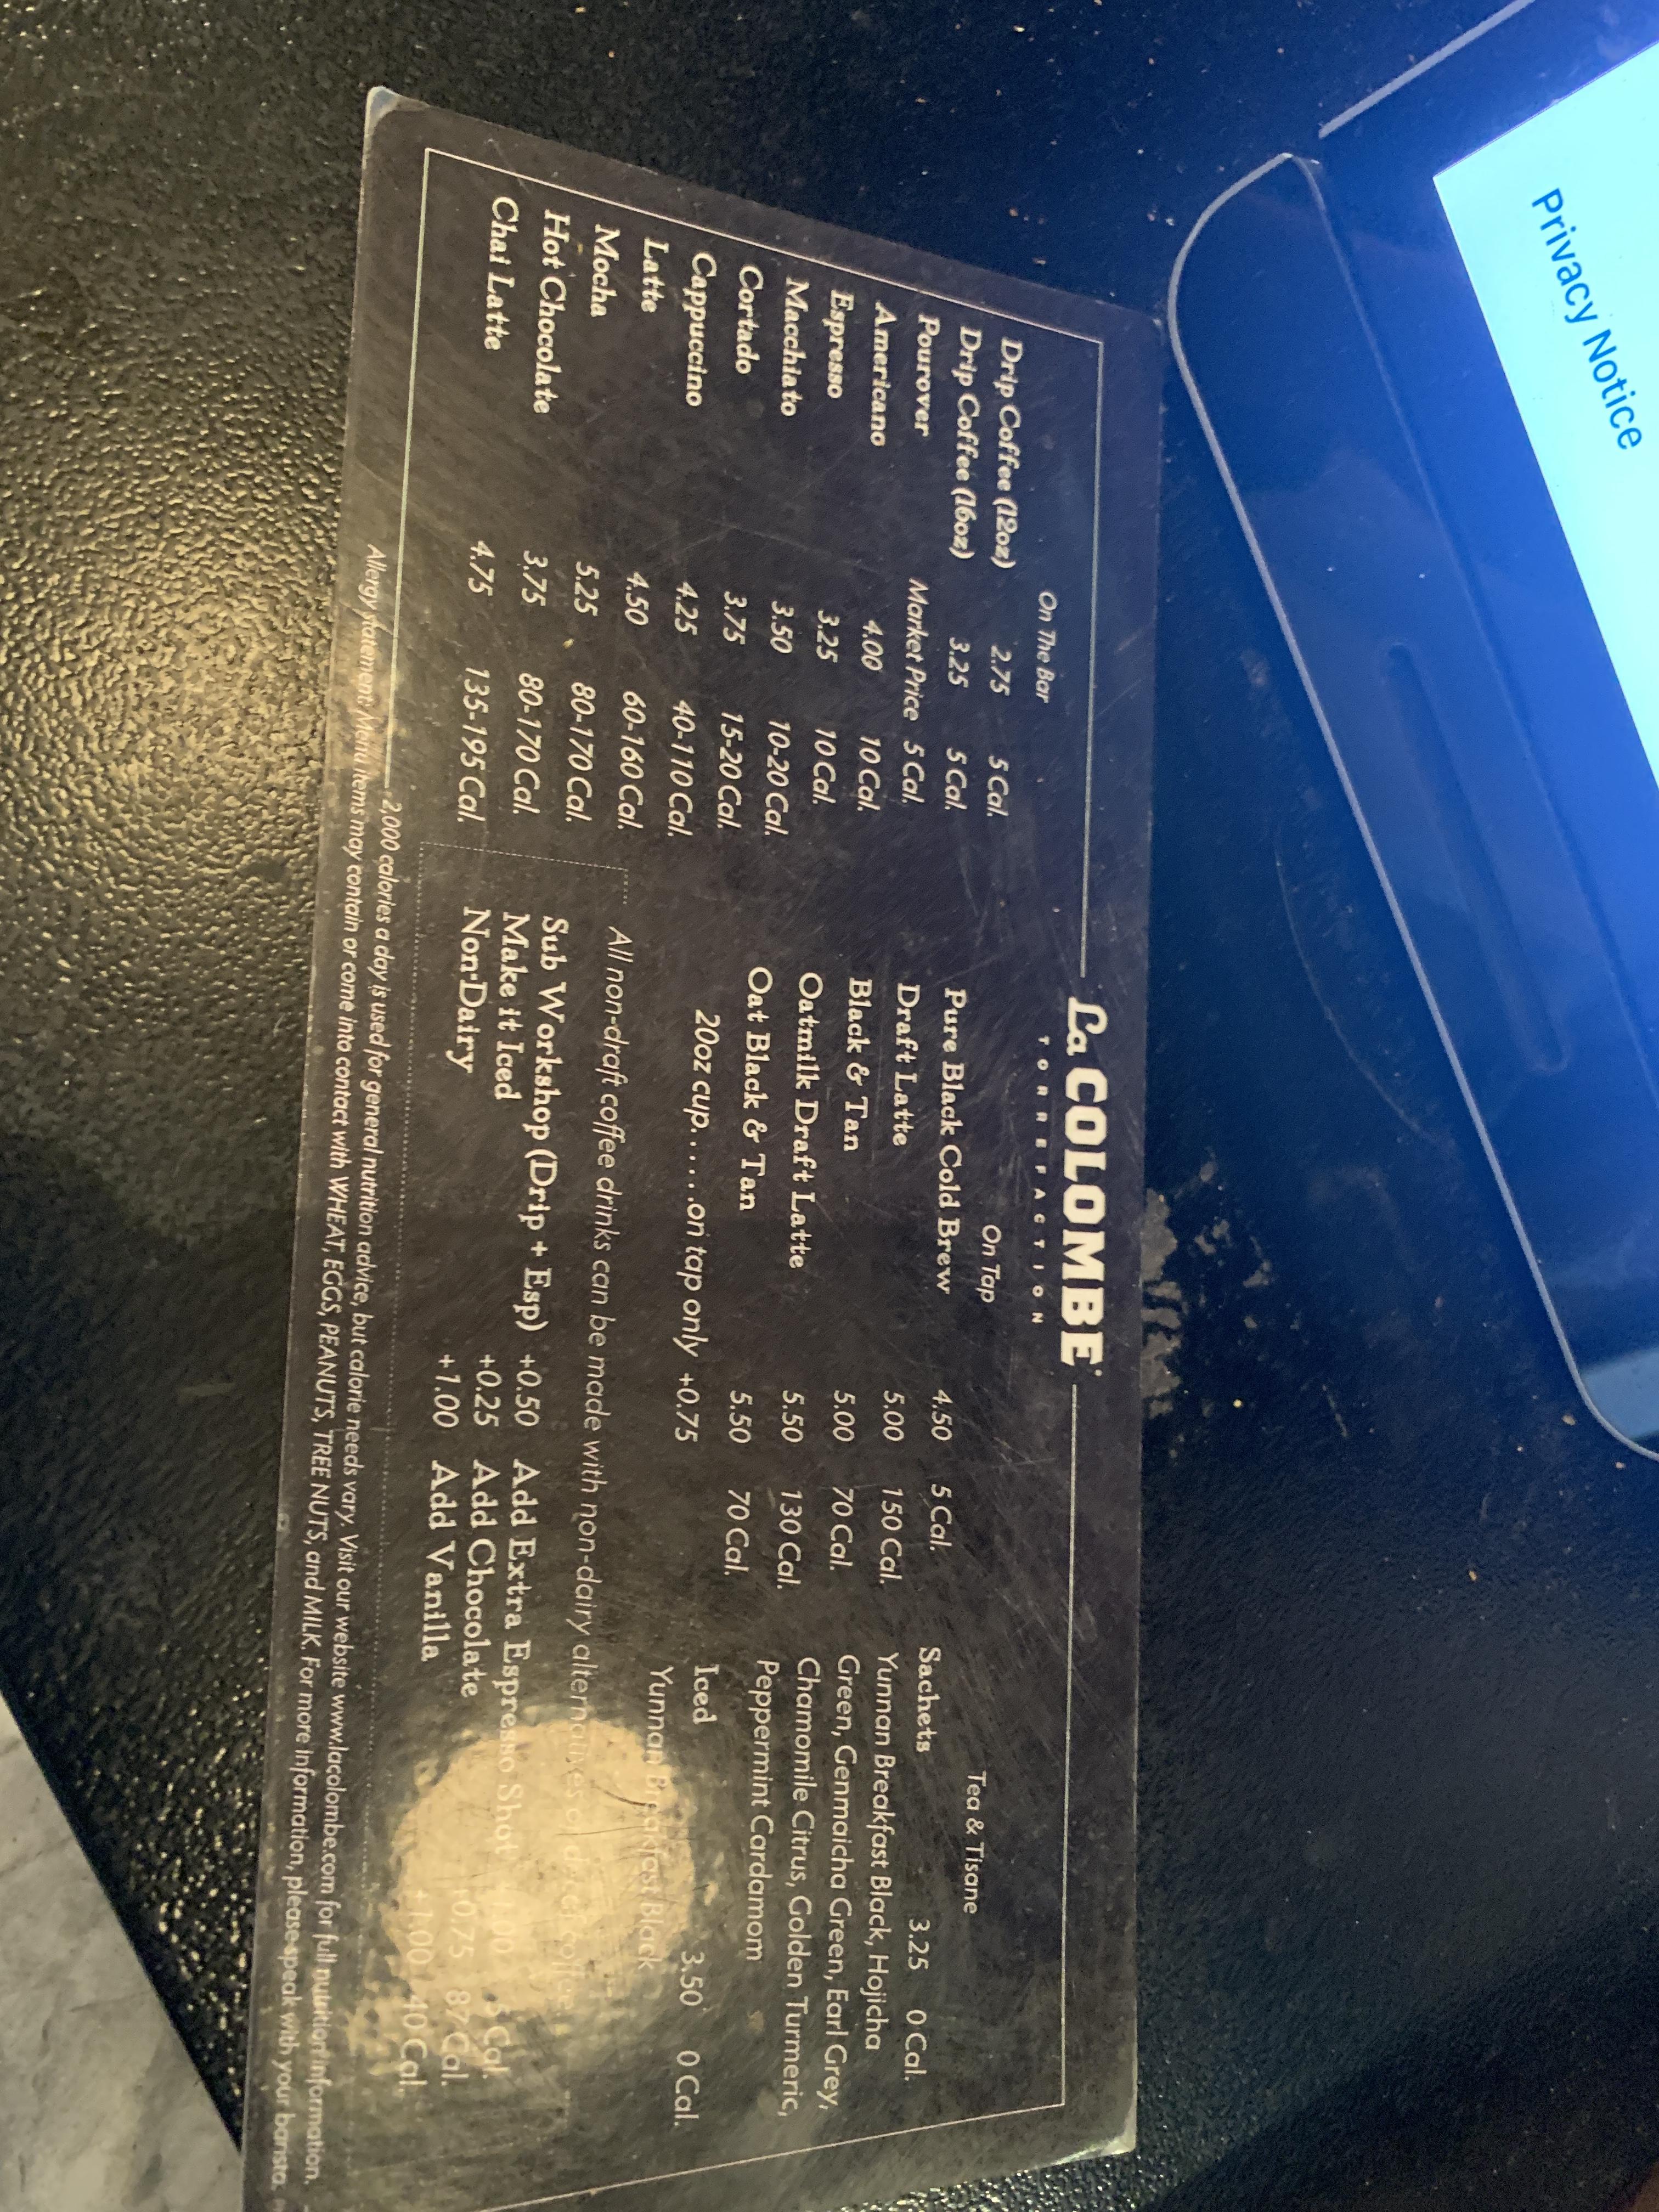 Privacy Notice
La COLOMBE
TORREFACTION
On The Bar
Drip Coffee (12oz) 2.75 5 Cal.
Drip Coffee (16oz) 3.25 5 Cal.
Pourover Market Price 5 Cal.
Americano 4.00 10 Cal.
Espresso 3.25 10 Cal.
Macchiato 3.50 10-20 Cal.
Cortado 3.75 15-20 Cal.
Cappuccino 4.25 40-110 Cal.
Latte 4.50 60-160 Cal.
Mocha 5.25 80-170 Cal.
Hot Chocolate 3.75 80-170 Cal.
Chai Latte 4.75 135-195 Cal.
On Tap
Pure Black Cold Brew 4.50 5 Cal.
Draft Latte 5.00 150 Cal.
Black & Tan 5.00 70 Cal.
Oatmilk Draft Latte 5.50 130 Cal.
Oat Black & Tan 5.50 70 Cal.
20oz cup......on tap only +0.75
Tea & Tisane
Sachets 3.25 0 Cal.
Yunnan Breakfast Black, Hojicha
Green, Genmaicha Green, Earl Grey,
Chamomile Citrus, Golden Turmeric,
Peppermint Cardamom
Iced 3.50 0 Cal.
Yunnan Breakfast Black
All non-draft coffee drinks can be made with non-dairy alternatives
Sub Workshop (Drip + Esp) +0.50 Add Extra Espresso Shot Cal.
Make it Iced +0.25 Add Chocolate +0.75 87 Cal.
Non-Dairy +1.00 Add Vanilla +1.00 40 Cal.
2,000 calories a day is used for general nutrition advice, but calorie needs vary. Visit our website www.lacolombe.com for full nutrition information.
Allergy statement: Menu items may contain or come into contact with WHEAT, EGGS, PEANUTS, TREE NUTS, and MILK. For more information, please speak with your barista.